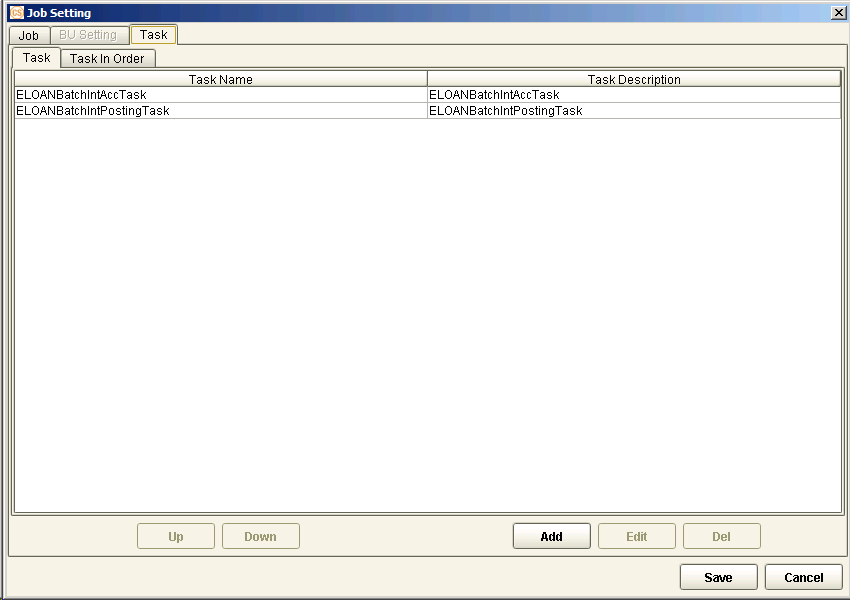 CS Job Setting
Job BU Setting Task
Task Task In Order
Task Name Task Description
ELOANBatchIntAccTask ELOANBatchIntAccTask
ELOANBatchIntPostingTask ELOANBatchIntPostingTask
Up Down Add Edit Del
Save Cancel